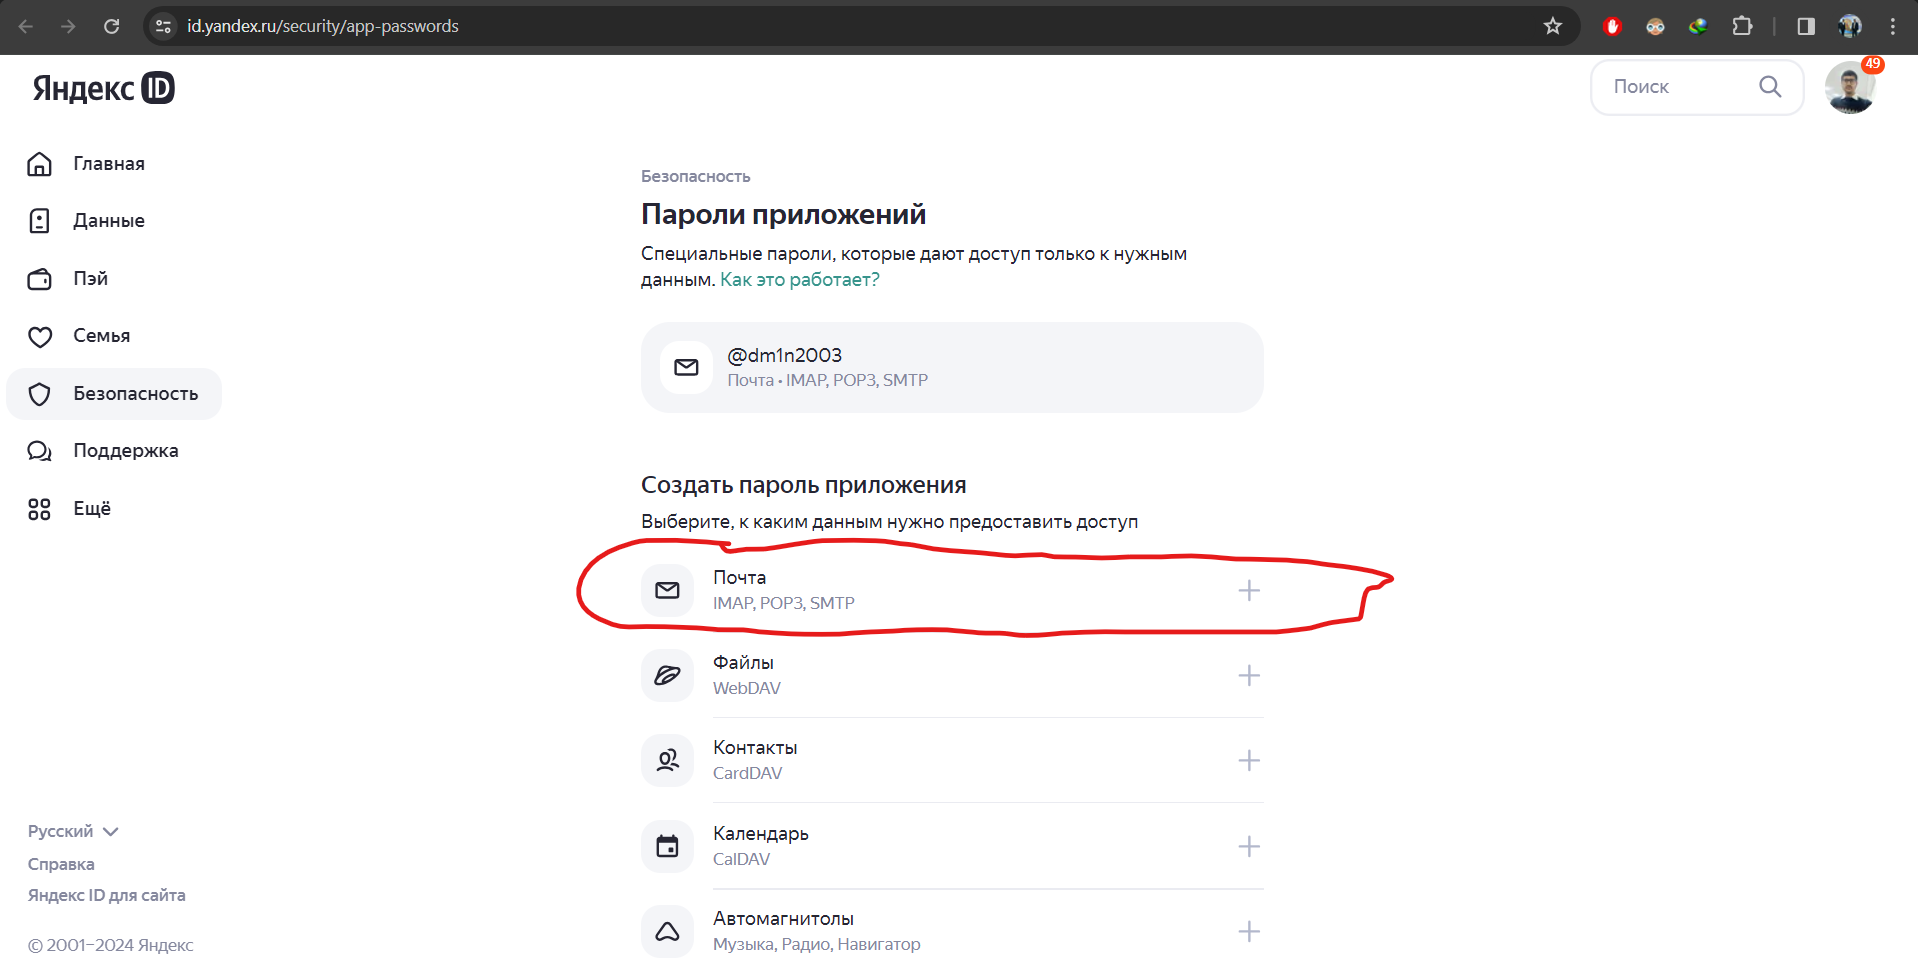 id.yandex.ru/security/app-passwords
Яндекс ID
Поиск
49
Главная
Данные
Пэй
Семья
Безопасность
Поддержка
Ещё
Безопасность
Пароли приложений
Специальные пароли, которые дают доступ только к нужным
данным. Как это работает?
@dm1n2003
Почта • IMAP, POP3, SMTP
Создать пароль приложения
Выберите, к каким данным нужно предоставить доступ
Почта
IMAP, POP3, SMTP
Файлы
WebDAV
Контакты
CardDAV
Календарь
CalDAV
Автомагнитолы
Музыка, Радио, Навигатор
Русский
Справка
Яндекс ID для сайта
© 2001–2024 Яндекс